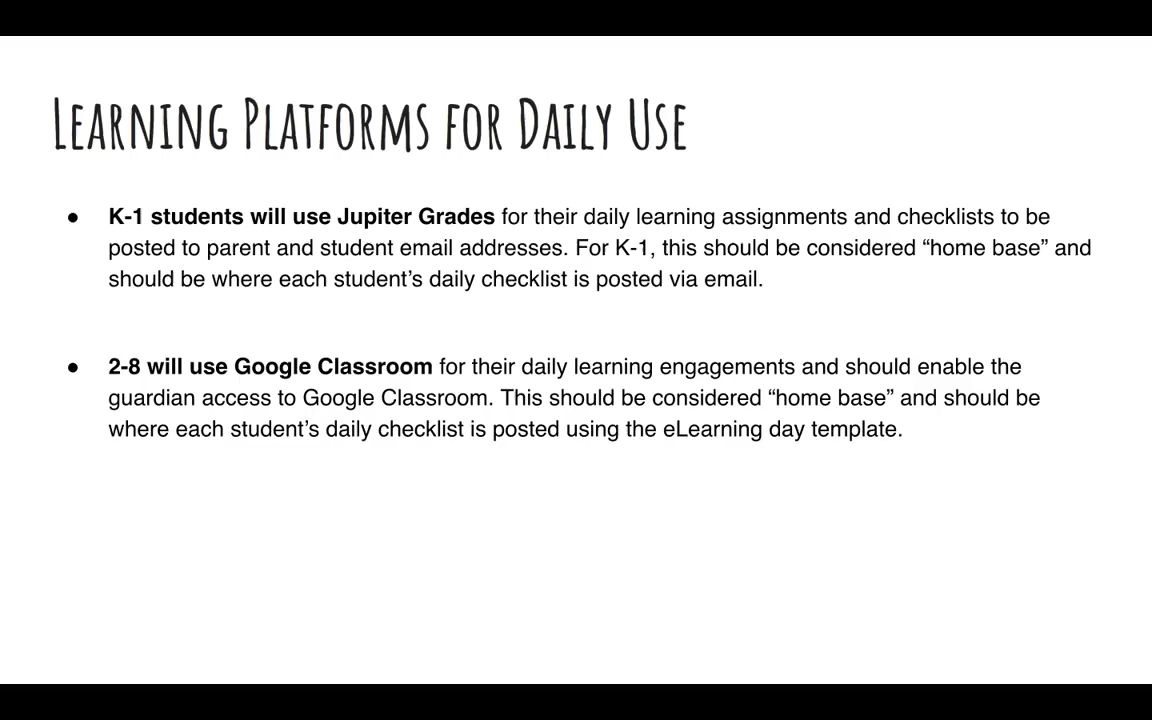 Learning Platforms for Daily Use
● K-1 students will use Jupiter Grades for their daily learning assignments and checklists to be
posted to parent and student email addresses. For K-1, this should be considered “home base” and
should be where each student’s daily checklist is posted via email.
● 2-8 will use Google Classroom for their daily learning engagements and should enable the
guardian access to Google Classroom. This should be considered “home base” and should be
where each student’s daily checklist is posted using the eLearning day template.